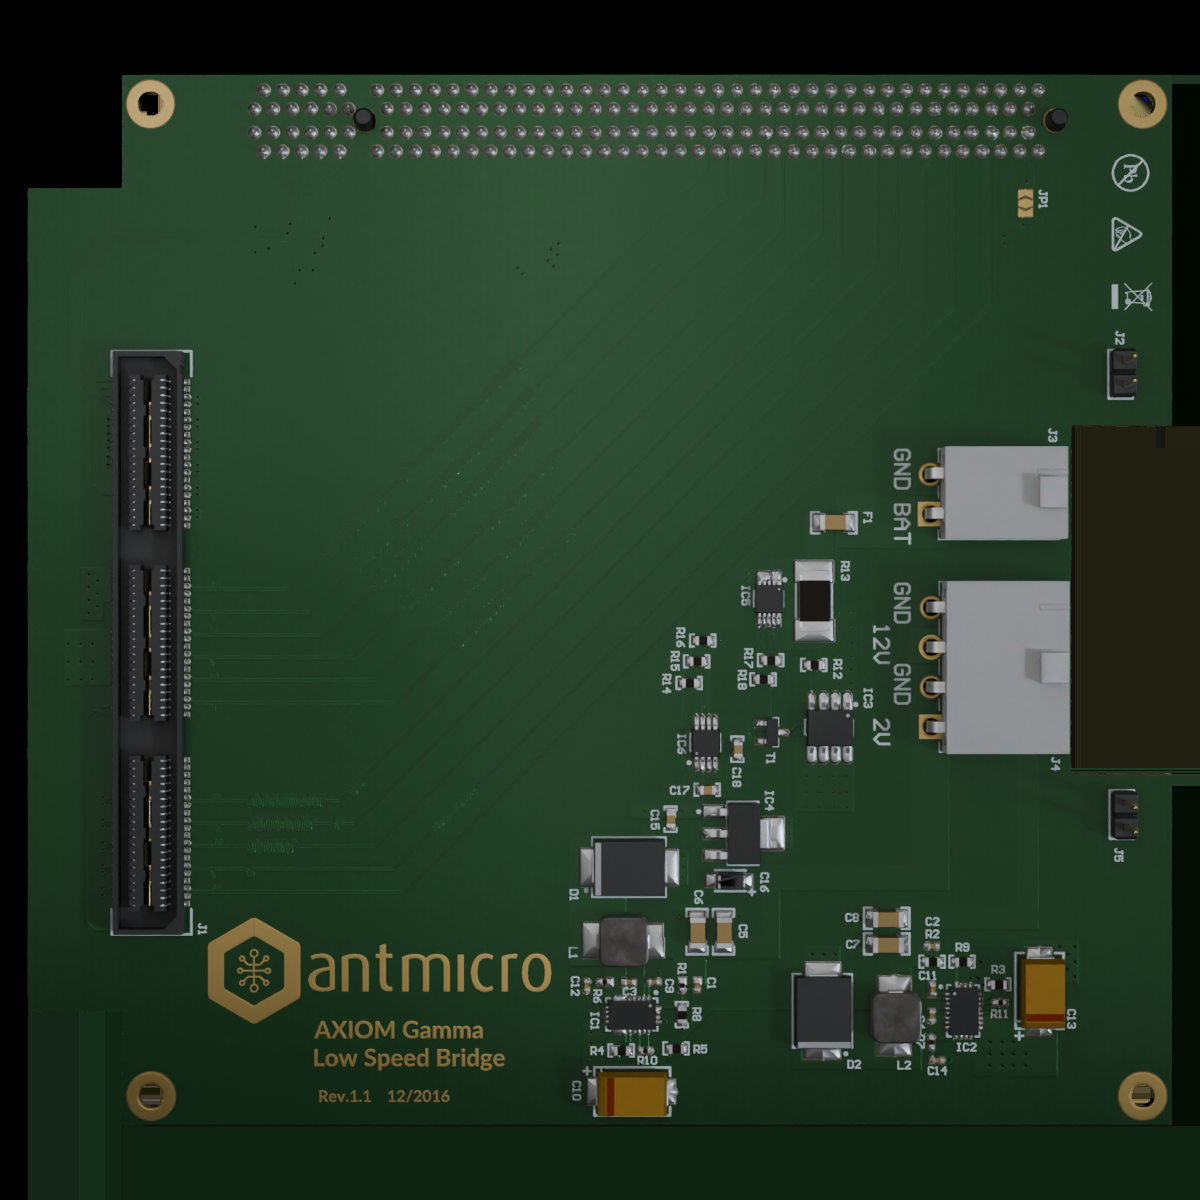 Pb
JP1
J2
J3
GND
BAT
F1
R13
IC5
GND
12V
GND
2V
R16
R15
R14
R17
R18
R12
IC3
IC6
C18
T1
J4
C17
IC4
C15
J5
C16
D1
C6
C5
J1
L1
C8
C7
C2
R2
R9
C11
R3
R11
antmicro
C12
R6
C3
C9
C1
IC1
R8
AXIOM Gamma
Low Speed Bridge
R4
R10
R5
IC2
C13
D2
L2
C14
Rev.1.1 12/2016
C10